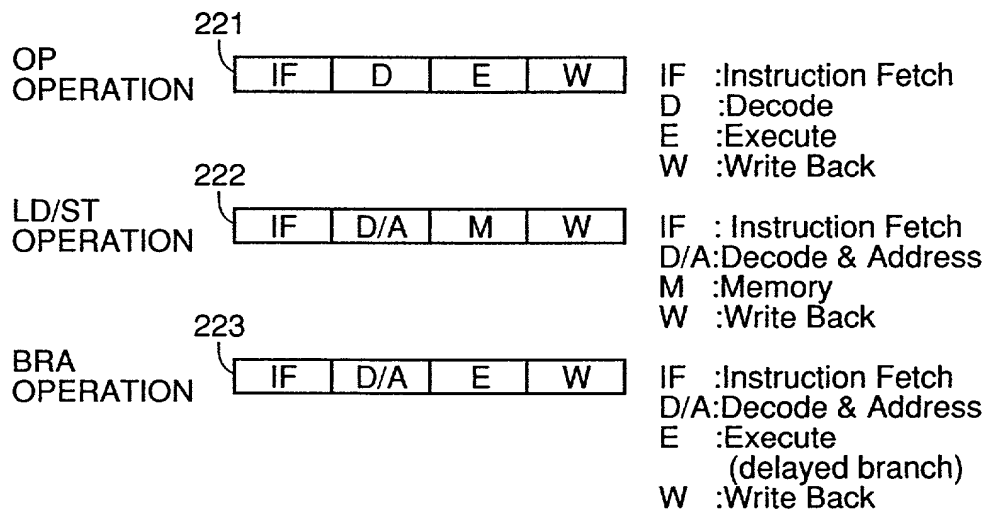 221
OP
OPERATION
IF D E W
IF :Instruction Fetch
D :Decode
E :Execute
W :Write Back
222
LD/ST
OPERATION
IF D/A M W
IF : Instruction Fetch
D/A:Decode & Address
M :Memory
W :Write Back
223
BRA
OPERATION
IF D/A E W
IF :Instruction Fetch
D/A:Decode & Address
E :Execute
(delayed branch)
W :Write Back